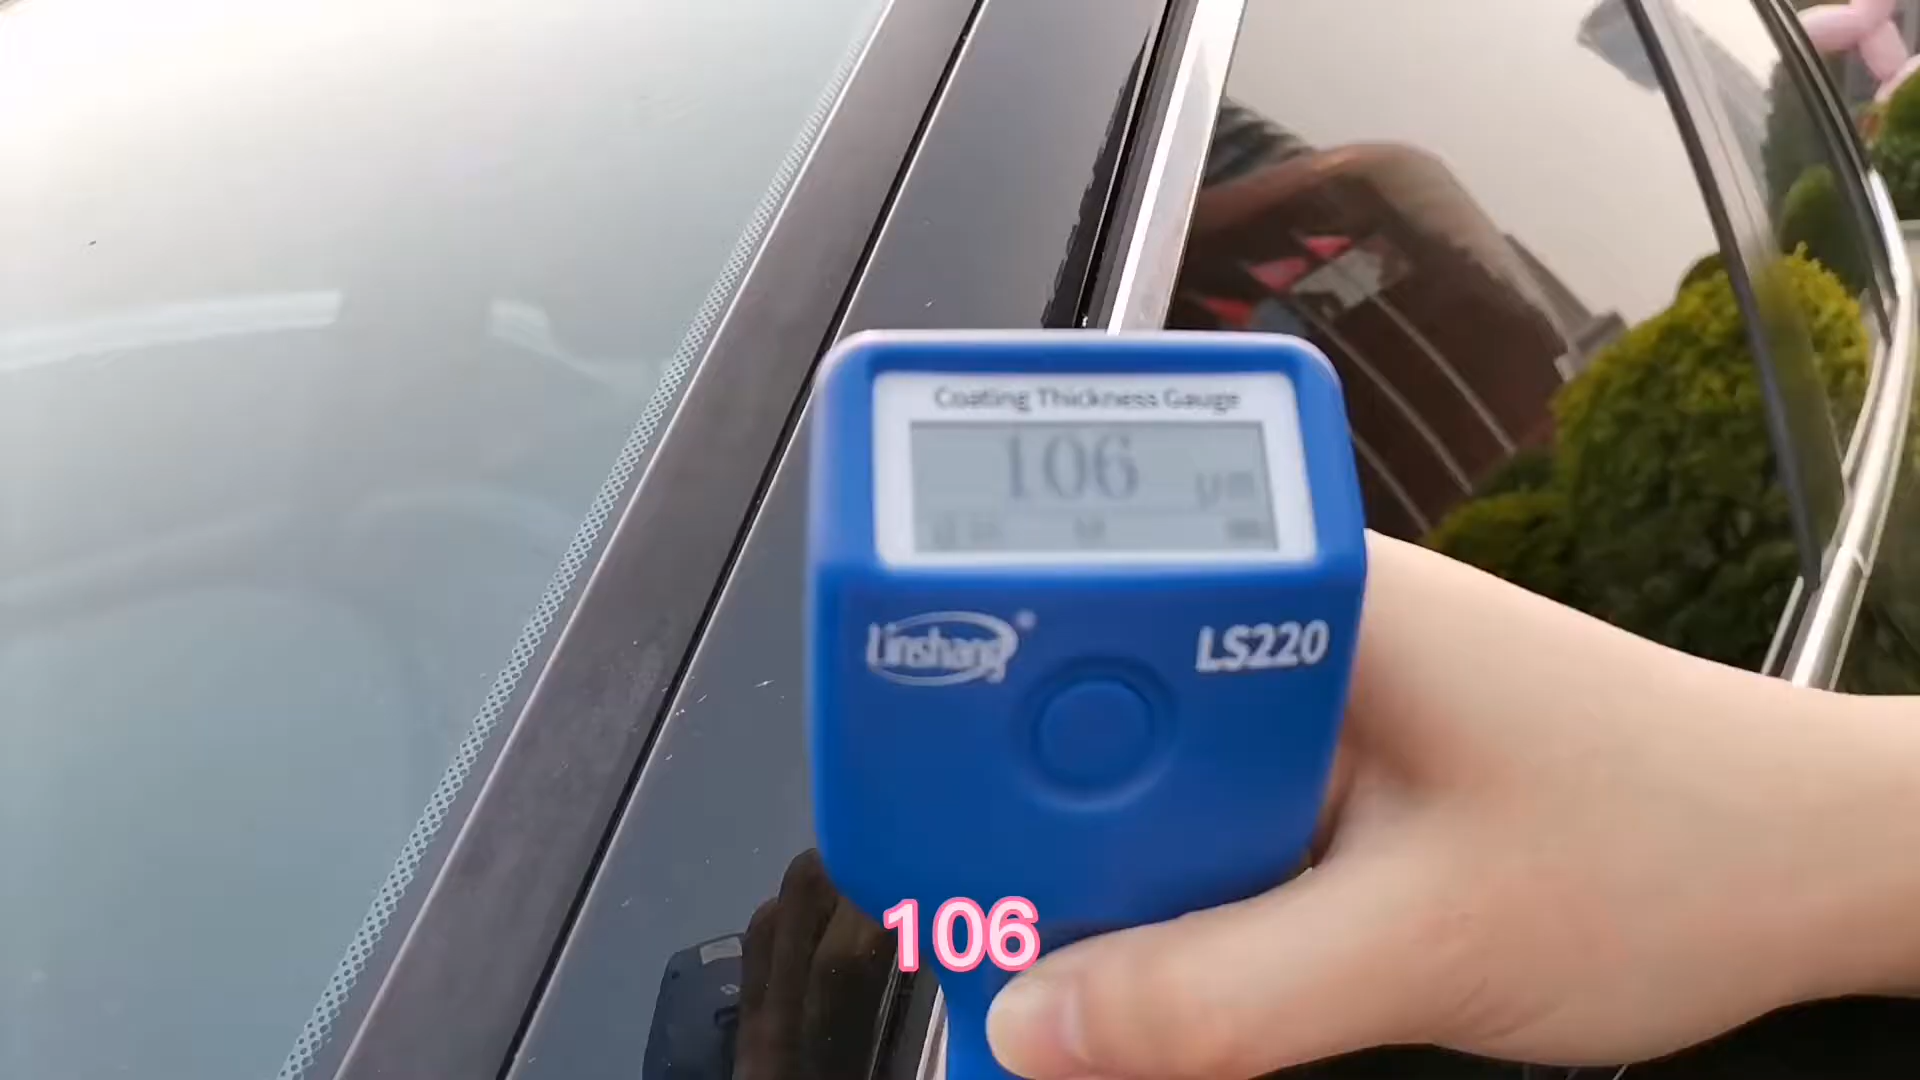 Coating Thickness Gauge
106 μm
Linshang®
LS220
106